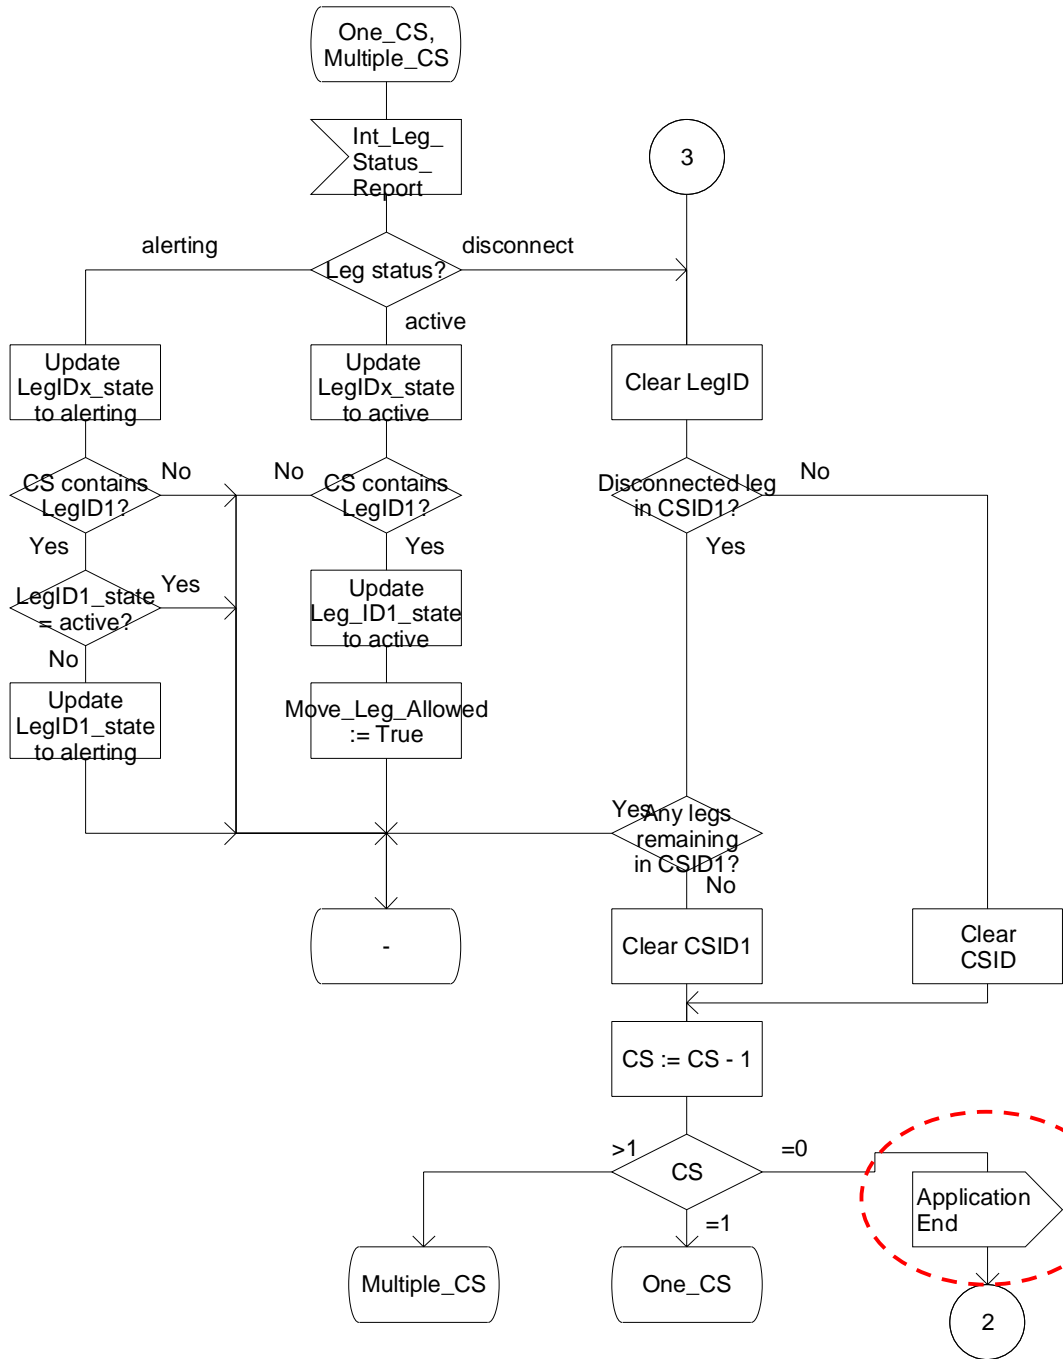 One_CS,
Multiple_CS
Int_Leg_
Status_
Report
3
alerting
disconnect
Leg status?
active
Update
LegIDx_state
to alerting
Update
LegIDx_state
to active
Clear LegID
CS contains
LegID1?
No
No
CS contains
LegID1?
Disconnected leg
in CSID1?
No
Yes
Yes
Yes
LegID1_state
= active?
Yes
Update
Leg_ID1_state
to active
No
Update
LegID1_state
to alerting
Move_Leg_Allowed
:= True
Yes
Any legs
remaining
in CSID1?
No
-
Clear CSID1
Clear
CSID
CS := CS - 1
>1
CS
=0
Application
End
=1
Multiple_CS
One_CS
2